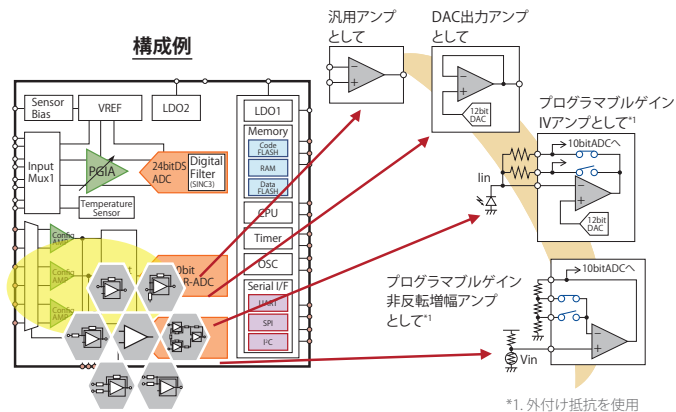 構成例
Sensor
Bias
VREF
LDO2
Input
Mux1
PGIA
24bitDS
ADC
Digital
Filter
(SINC3)
Temperature
Sensor
Config
AMP
Config
AMP
Config
AMP
LDO1
Memory
Code
FLASH
RAM
Data
FLASH
CPU
Timer
OSC
Serial I/F
UART
SPI
I²C
汎用アンプ
として
DAC出力アンプ
として
12bit
DAC
プログラマブルゲイン
IVアンプとして*1
10bitADCへ
Iin
12bit
DAC
プログラマブルゲイン
非反転増幅アンプ
として*1
10bitADCへ
Vin
*1. 外付け抵抗を使用